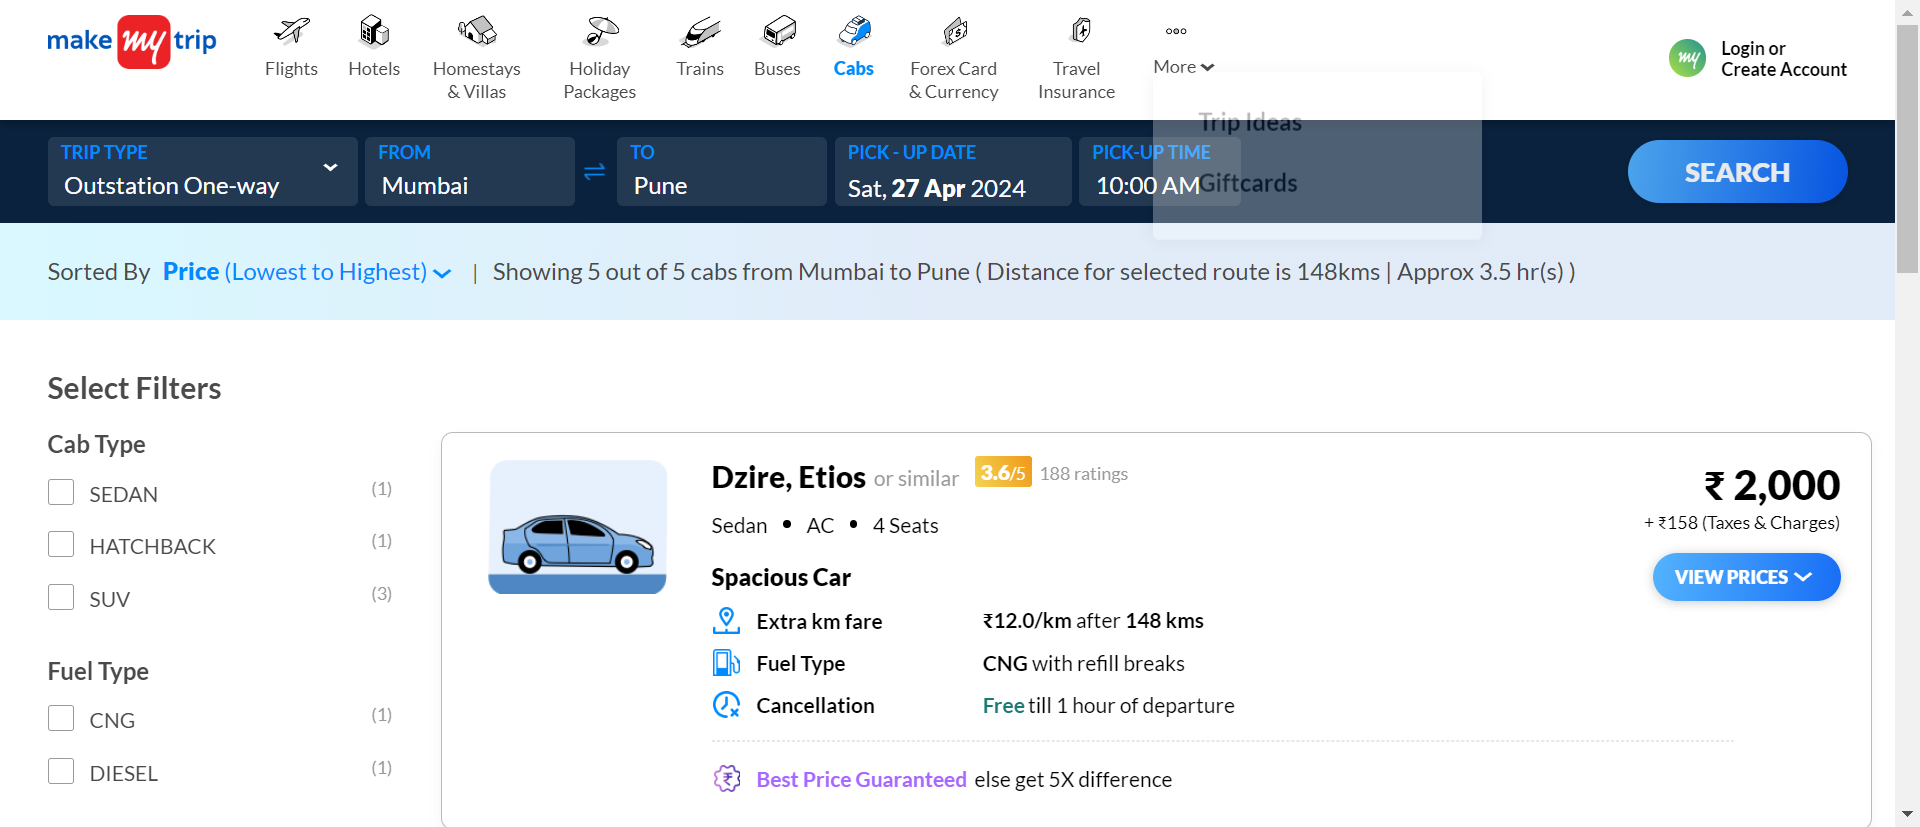 make my trip
Flights
Hotels
Homestays
& Villas
Holiday
Packages
Trains
Buses
Cabs
Forex Card
& Currency
Travel
Insurance
More
my
Login or
Create Account
Trip Ideas
Giftcards
TRIP TYPE
Outstation One-way
FROM
Mumbai
TO
Pune
PICK - UP DATE
Sat, 27 Apr 2024
PICK-UP TIME
10:00 AM
SEARCH
Sorted By Price (Lowest to Highest) | Showing 5 out of 5 cabs from Mumbai to Pune ( Distance for selected route is 148kms | Approx 3.5 hr(s) )
Select Filters
Cab Type
SEDAN (1)
HATCHBACK (1)
SUV (3)
Fuel Type
CNG (1)
DIESEL (1)
Dzire, Etios or similar 3.6/5 188 ratings
Sedan • AC • 4 Seats
Spacious Car
Extra km fare ₹12.0/km after 148 kms
Fuel Type CNG with refill breaks
Cancellation Free till 1 hour of departure
₹ Best Price Guaranteed else get 5X difference
₹ 2,000
+ ₹158 (Taxes & Charges)
VIEW PRICES